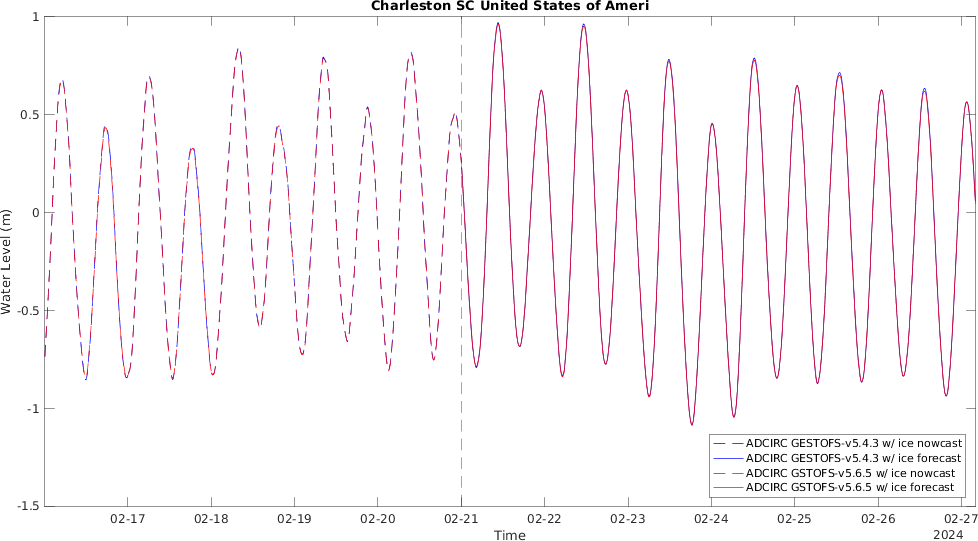 Charleston SC United States of Ameri
Water Level (m)
1
0.5
0
-0.5
-1
-1.5
ADCIRC GESTOFS-v5.4.3 w/ ice nowcast
ADCIRC GESTOFS-v5.4.3 w/ ice forecast
ADCIRC GSTOFS-v5.6.5 w/ ice nowcast
ADCIRC GSTOFS-v5.6.5 w/ ice forecast
02-17 02-18 02-19 02-20 02-21 02-22 02-23 02-24 02-25 02-26 02-27
Time
2024